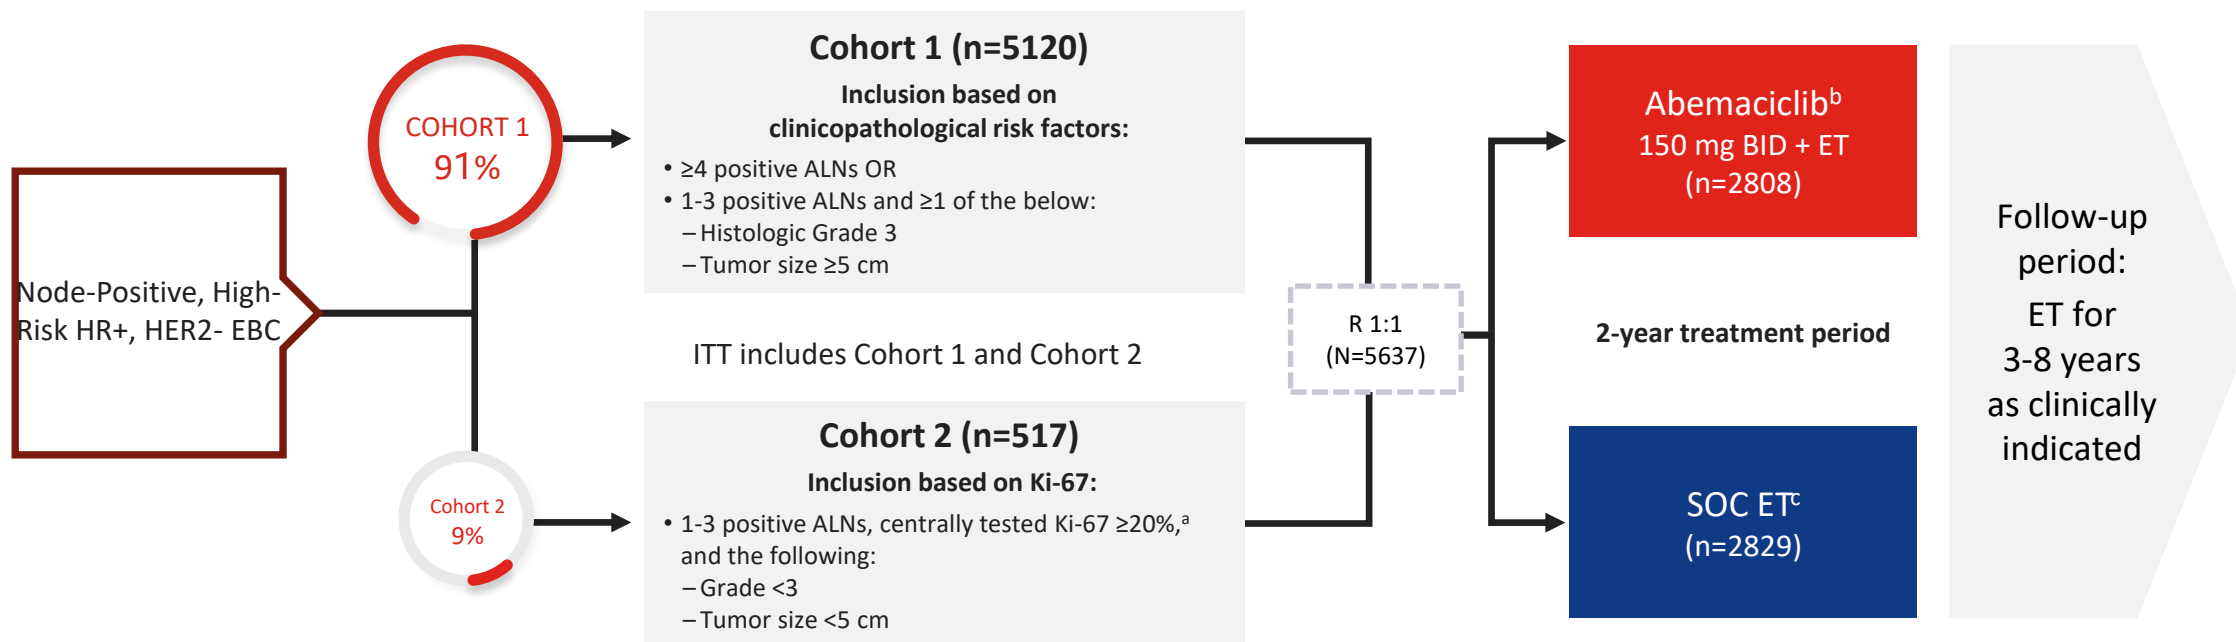 Node-Positive, High-
Risk HR+, HER2- EBC
COHORT 1
91%
Cohort 2
9%
Cohort 1 (n=5120)
Inclusion based on
clinicopathological risk factors:
• ≥4 positive ALNs OR
• 1-3 positive ALNs and ≥1 of the below:
– Histologic Grade 3
– Tumor size ≥5 cm
ITT includes Cohort 1 and Cohort 2
Cohort 2 (n=517)
Inclusion based on Ki-67:
• 1-3 positive ALNs, centrally tested Ki-67 ≥20%,ᵃ
and the following:
– Grade <3
– Tumor size <5 cm
R 1:1
(N=5637)
Abemaciclibᵇ
150 mg BID + ET
(n=2808)
2-year treatment period
SOC ETᶜ
(n=2829)
Follow-up
period:
ET for
3-8 years
as clinically
indicated